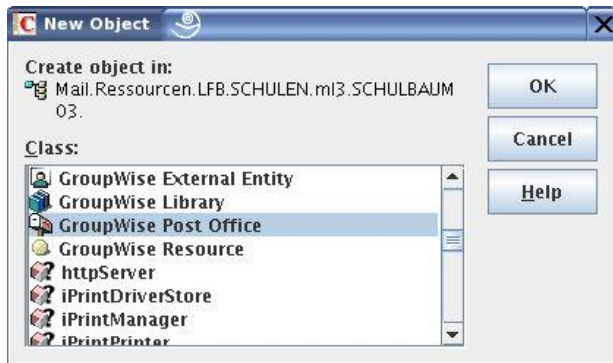 New Object
Create object in:
Mail.Ressourcen.LFB.SCHULEN.ml3.SCHULBAUM
03.
Class:
GroupWise External Entity
GroupWise Library
GroupWise Post Office
GroupWise Resource
httpServer
iPrintDriverStore
iPrintManager
iPrintPrinter
OK
Cancel
Help